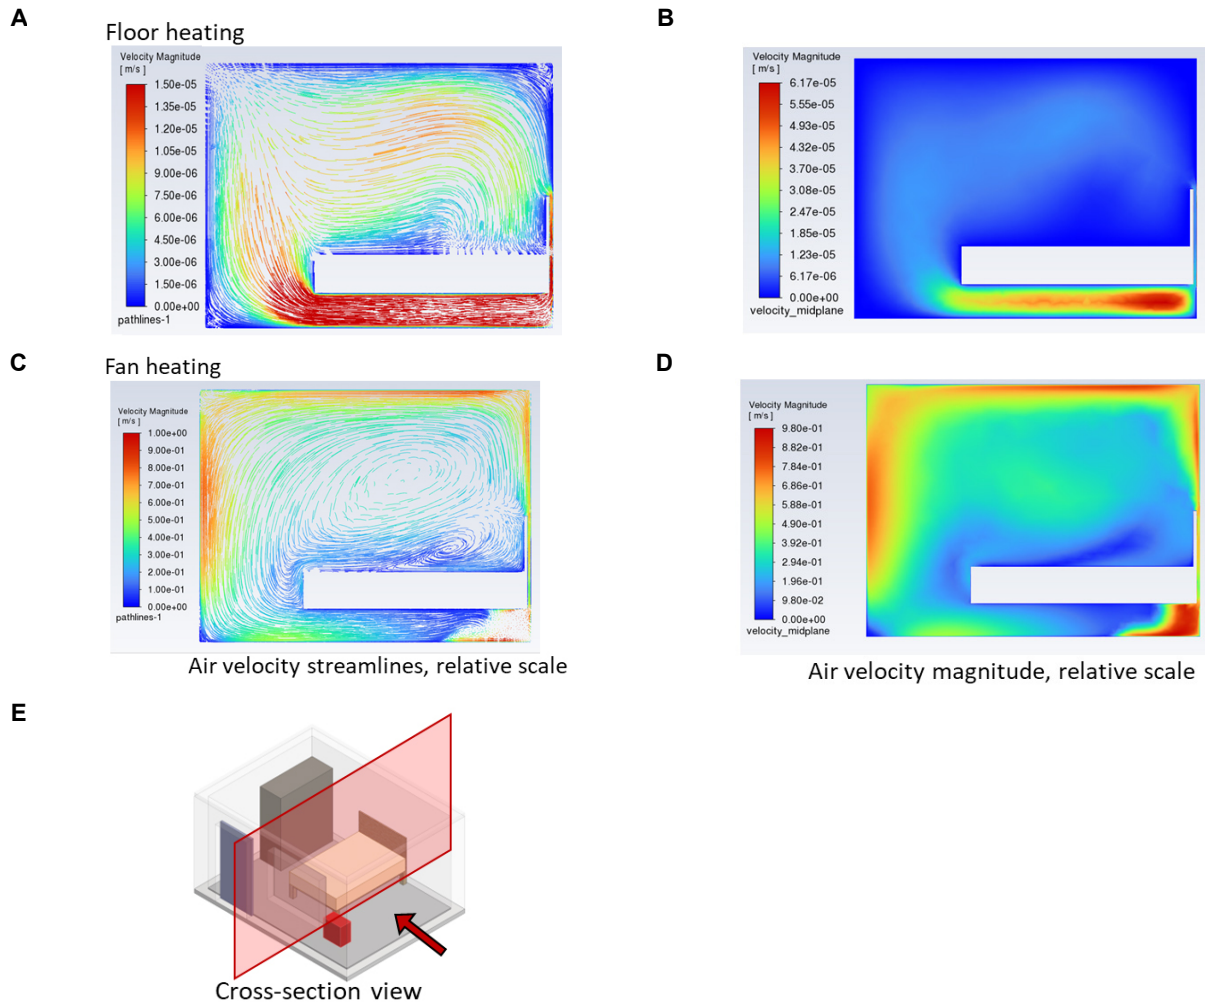 A
Floor heating
Velocity Magnitude
[ m/s ]
1.50e-05
1.35e-05
1.20e-05
1.05e-05
9.00e-06
7.50e-06
6.00e-06
4.50e-06
3.00e-06
1.50e-06
0.00e+00
pathlines-1
B
Velocity Magnitude
[ m/s ]
6.17e-05
5.55e-05
4.93e-05
4.32e-05
3.70e-05
3.08e-05
2.47e-05
1.85e-05
1.23e-05
6.17e-06
0.00e+00
velocity_midplane
C
Fan heating
Velocity Magnitude
[ m/s ]
1.00e+00
9.00e-01
8.00e-01
7.00e-01
6.00e-01
5.00e-01
4.00e-01
3.00e-01
2.00e-01
1.00e-01
0.00e+00
pathlines-1
Air velocity streamlines, relative scale
D
Velocity Magnitude
[ m/s ]
9.80e-01
8.82e-01
7.84e-01
6.86e-01
5.88e-01
4.90e-01
3.92e-01
2.94e-01
1.96e-01
9.80e-02
0.00e+00
velocity_midplane
Air velocity magnitude, relative scale
E
Cross-section view